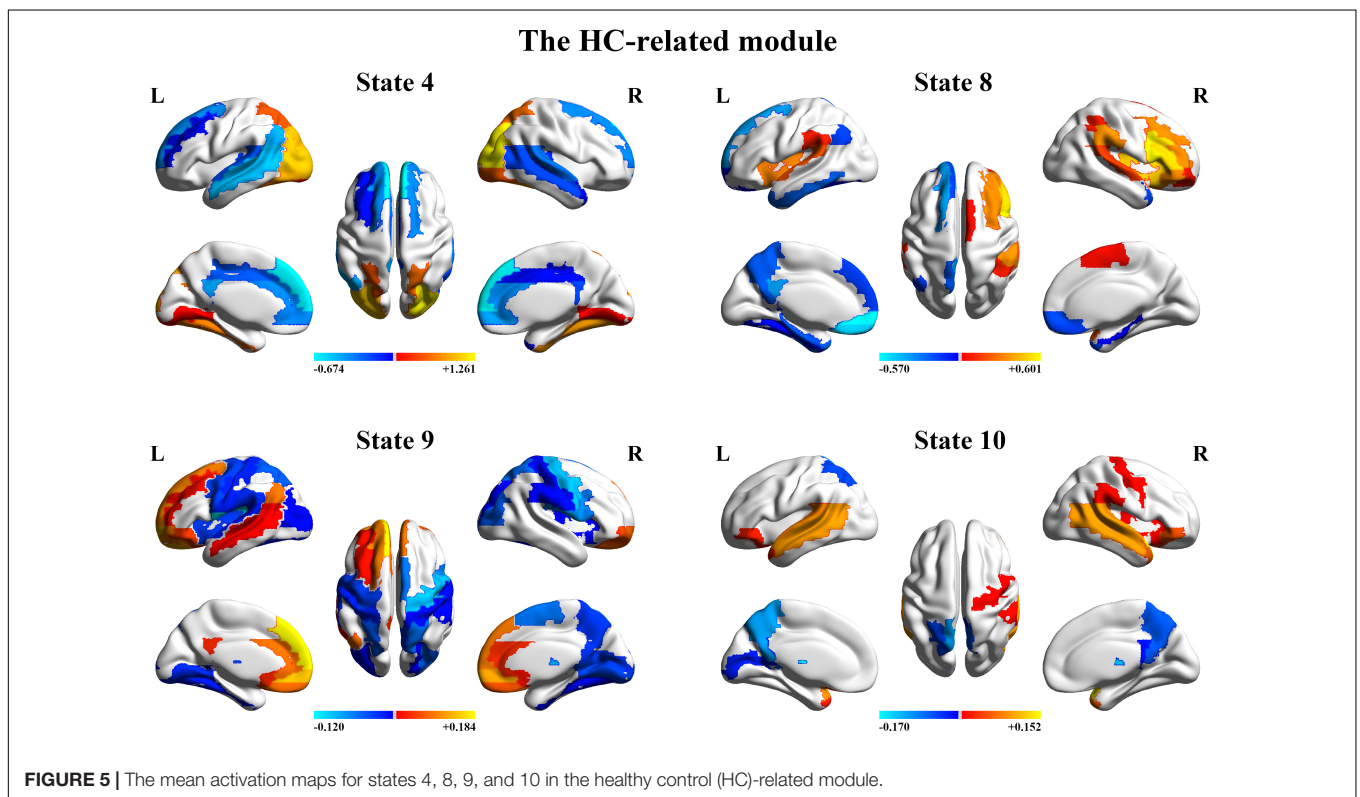 The HC-related module
State 4
State 8
L
R
L
R
-0.674
+1.261
-0.570
+0.601
State 9
State 10
L
R
L
R
-0.120
+0.184
-0.170
+0.152
FIGURE 5 | The mean activation maps for states 4, 8, 9, and 10 in the healthy control (HC)-related module.